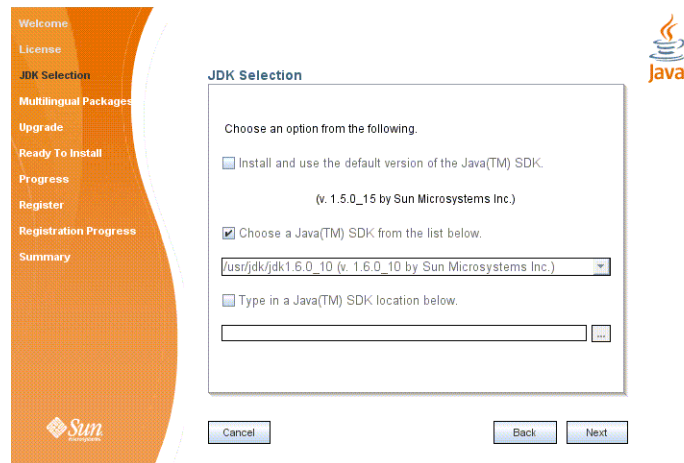 Welcome
License
JDK Selection
Multilingual Packages
Upgrade
Ready To Install
Progress
Register
Registration Progress
Summary
Sun
Java
JDK Selection
Choose an option from the following.
Install and use the default version of the Java(TM) SDK.
(v. 1.5.0_15 by Sun Microsystems Inc.)
Choose a Java(TM) SDK from the list below.
/usr/jdk/jdk1.6.0_10 (v. 1.6.0_10 by Sun Microsystems Inc.)
Type in a Java(TM) SDK location below.
...
Cancel
Back
Next